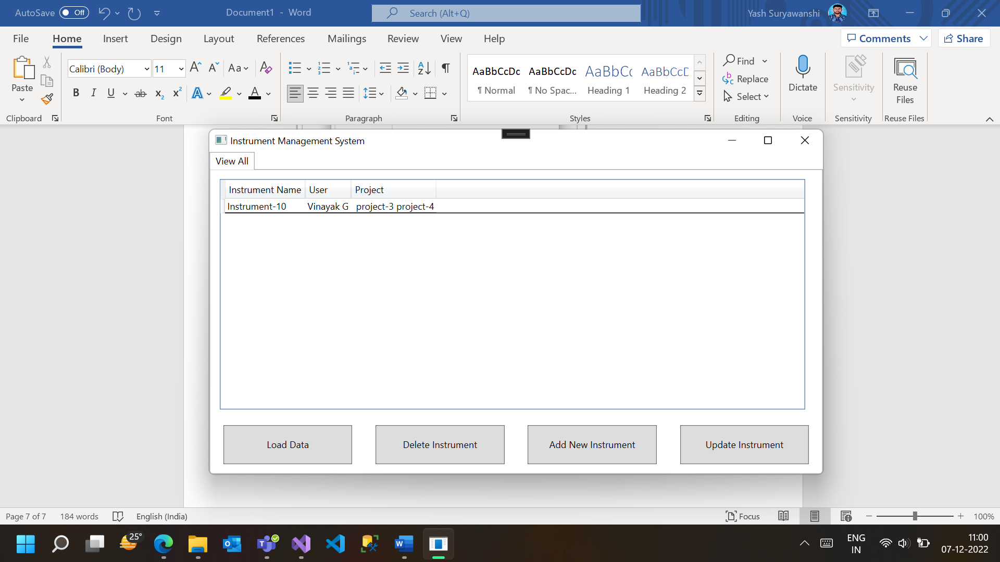 AutoSave Off Document1 - Word Search (Alt+Q) Yash Suryawanshi
File Home Insert Design Layout References Mailings Review View Help Comments Share
Paste
Clipboard
Calibri (Body) 11
Font
Paragraph
AaBbCcDc AaBbCcDc AaBbCc AaBbCcD
¶ Normal ¶ No Spac... Heading 1 Heading 2
Styles
Find
Replace
Select
Editing
Dictate
Voice
Sensitivity
Sensitivity
Reuse
Files
Reuse Files
Instrument Management System
View All
Instrument Name User Project
Instrument-10 Vinayak G project-3 project-4
Load Data Delete Instrument Add New Instrument Update Instrument
Page 7 of 7 184 words English (India) Focus 100%
25°
ENG
IN
11:00
07-12-2022